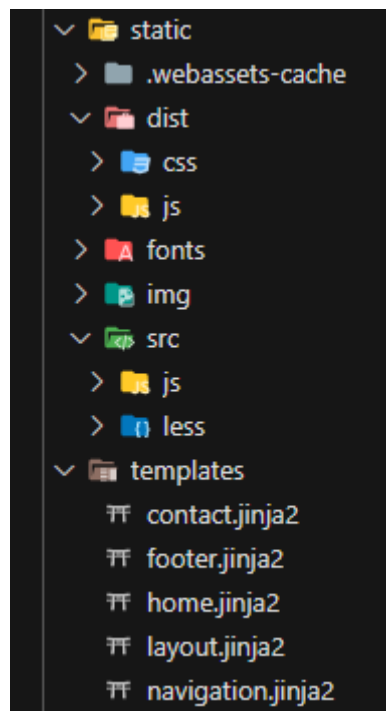 static
.webassets-cache
dist
css
js
fonts
img
src
js
less
templates
contact.jinja2
footer.jinja2
home.jinja2
layout.jinja2
navigation.jinja2